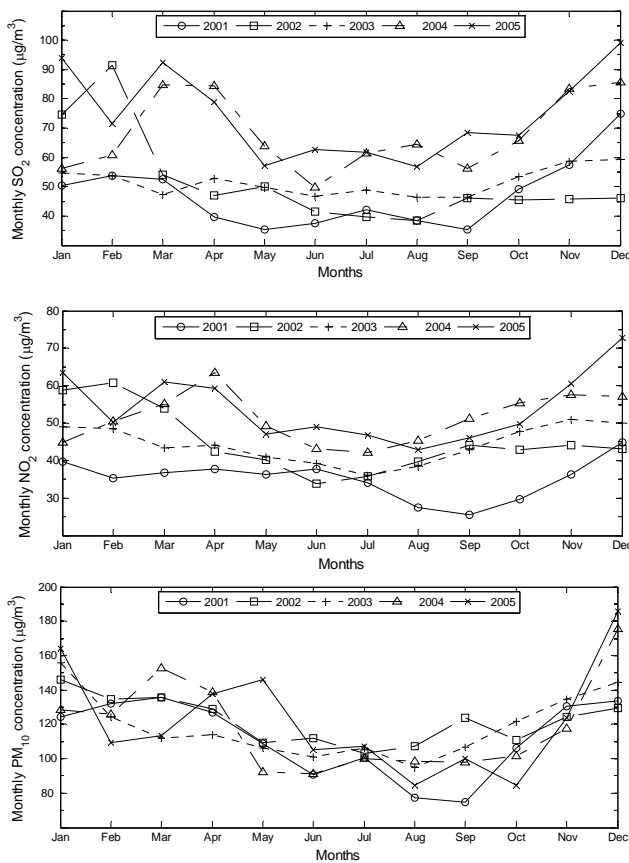 Monthly SO2 concentration (μg/m3)
100
90
80
70
60
50
40
2001 2002 2003 2004 2005
Jan Feb Mar Apr May Jun Jul Aug Sep Oct Nov Dec
Months
Monthly NO2 concentration (μg/m3)
80
70
60
50
40
30
2001 2002 2003 2004 2005
Jan Feb Mar Apr May Jun Jul Aug Sep Oct Nov Dec
Months
Monthly PM10 concentration (μg/m3)
200
180
160
140
120
100
80
2001 2002 2003 2004 2005
Jan Feb Mar Apr May Jun Jul Aug Sep Oct Nov Dec
Months